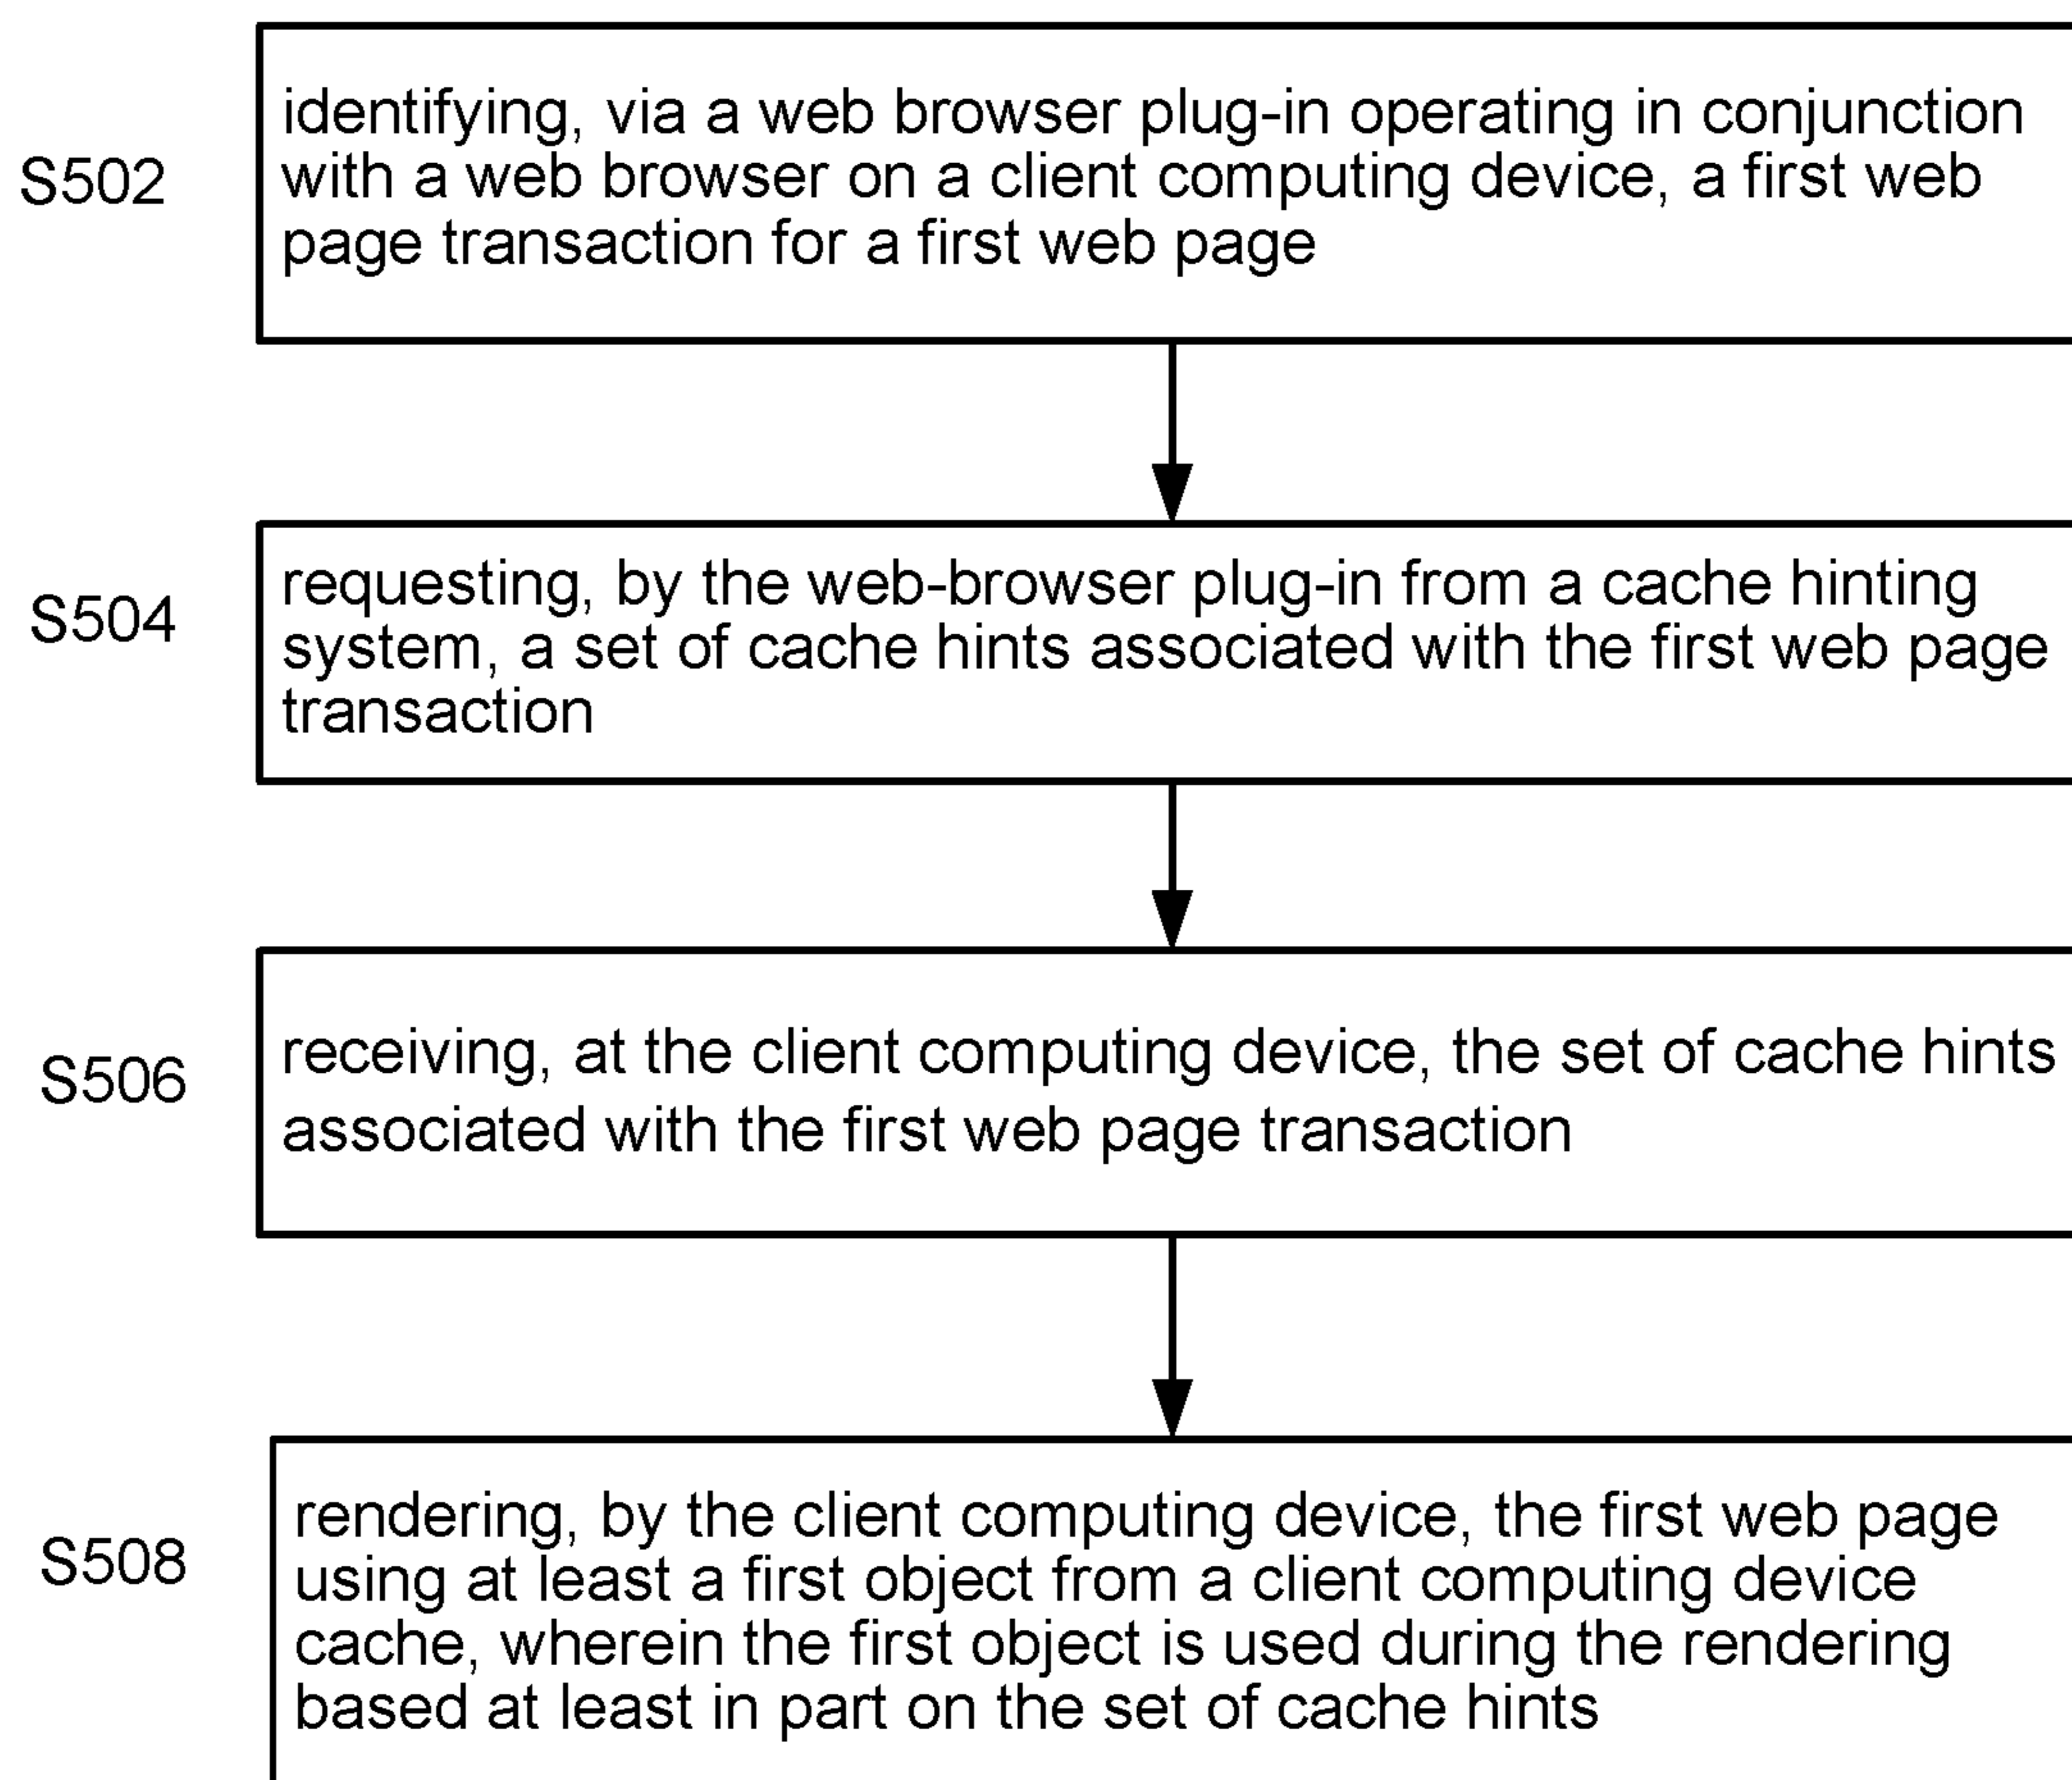 S502
identifying, via a web browser plug-in operating in conjunction
with a web browser on a client computing device, a first web
page transaction for a first web page
S504
requesting, by the web-browser plug-in from a cache hinting
system, a set of cache hints associated with the first web page
transaction
S506
receiving, at the client computing device, the set of cache hints
associated with the first web page transaction
S508
rendering, by the client computing device, the first web page
using at least a first object from a client computing device
cache, wherein the first object is used during the rendering
based at least in part on the set of cache hints